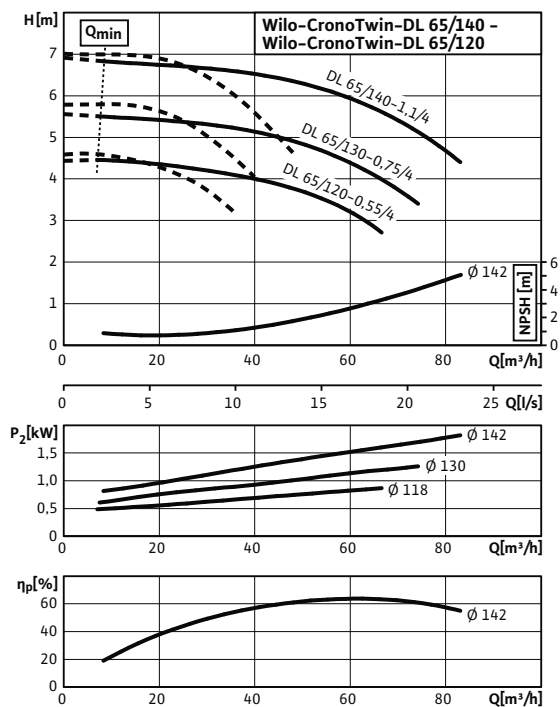 H [m]
Wilo-CronoTwin-DL 65/140 –
Wilo-CronoTwin-DL 65/120
Qmin
7
6
5
4
3
2
1
0
DL 65/140-1,1/4
DL 65/130-0,75/4
DL 65/120-0,55/4
Ø 142
NPSH [m]
6
4
2
0
0 20 40 60 80 Q[m³/h]
0 5 10 15 20 25 Q[l/s]
P2[kW]
1,5
1,0
0,5
0
Ø 142
Ø 130
Ø 118
0 20 40 60 80 Q[m³/h]
ηp[%]
60
40
20
0
Ø 142
0 20 40 60 80 Q[m³/h]